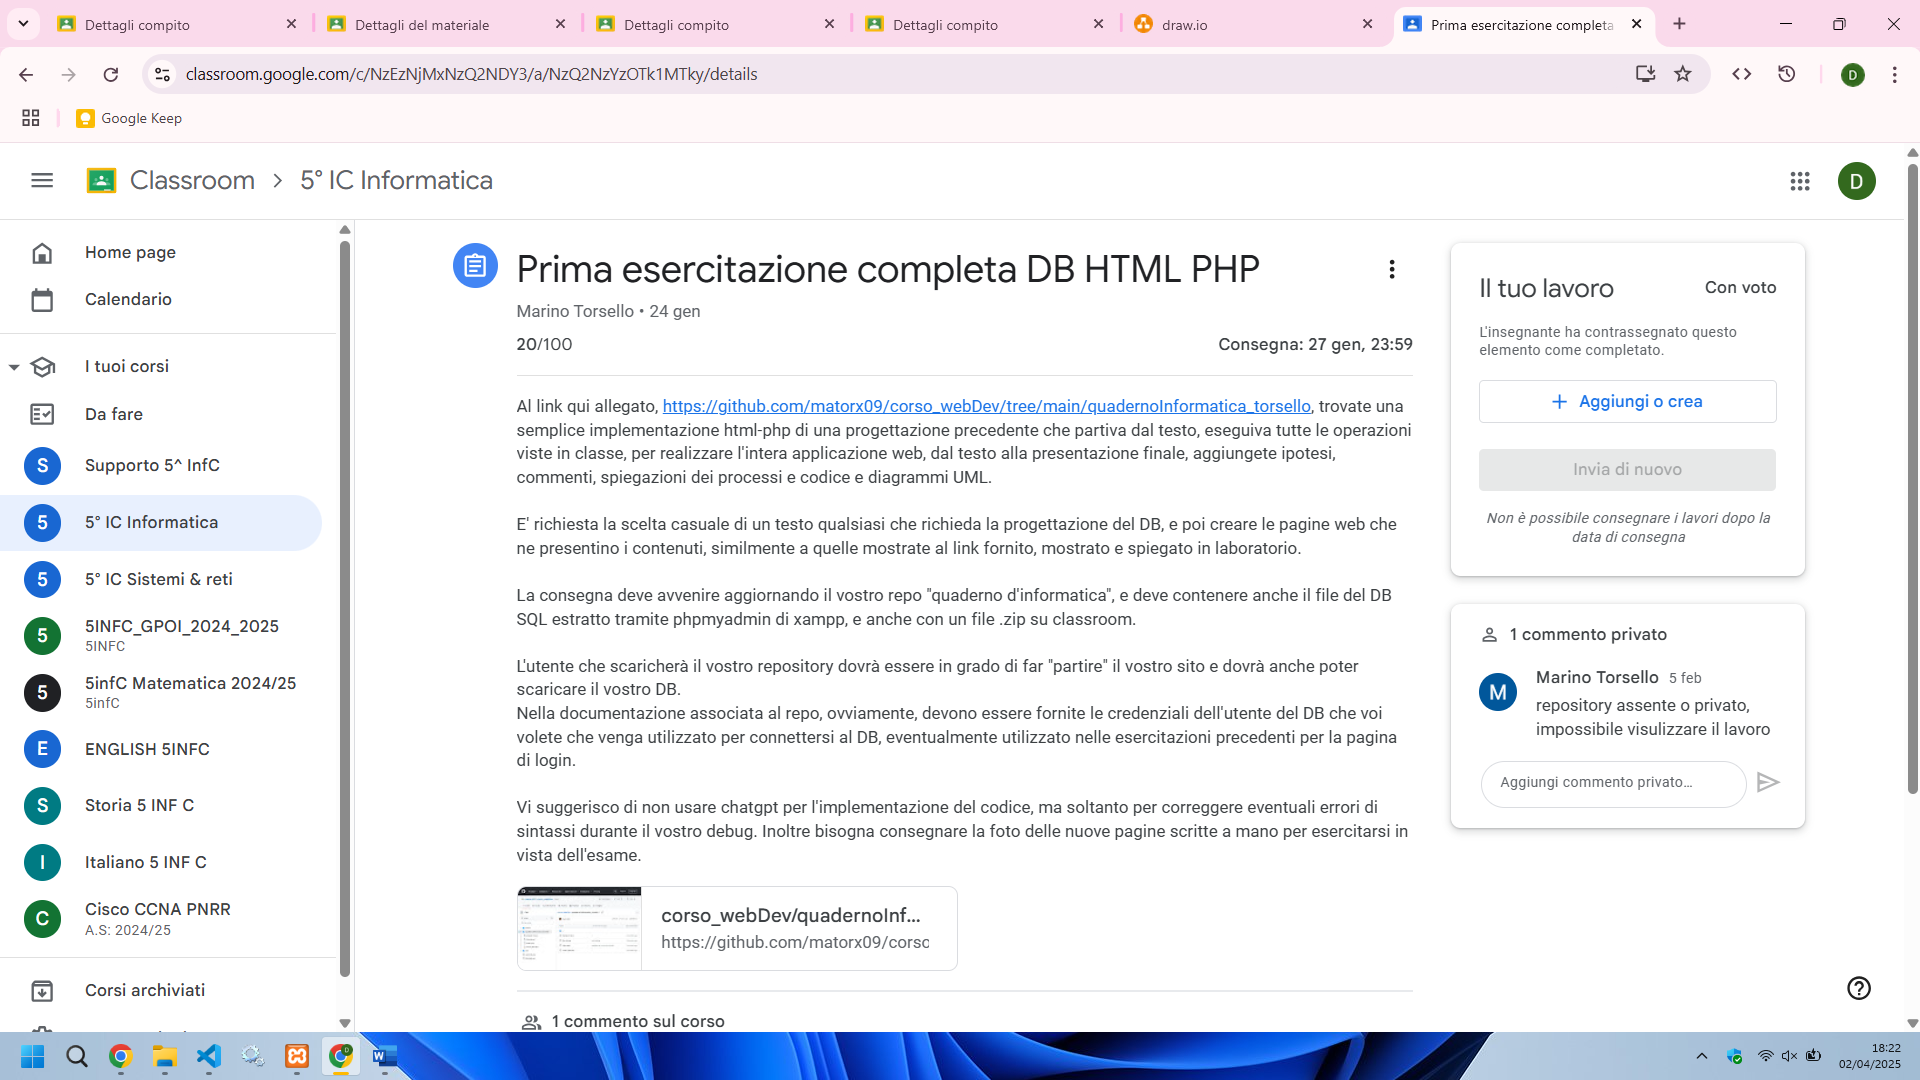 Dettagli compito
Dettagli del materiale
Dettagli compito
Dettagli compito
draw.io
Prima esercitazione completa
classroom.google.com/c/NzEzNjMxNzQ2NDY3/a/NzQ2NzYzOTk1MTky/details
D
Google Keep
Classroom
5° IC Informatica
D
Home page
Calendario
I tuoi corsi
Da fare
S
Supporto 5^ InfC
5
5° IC Informatica
5
5° IC Sistemi & reti
5
5INFC_GPOI_2024_2025
5INFC
5
5infC Matematica 2024/25
5infC
E
ENGLISH 5INFC
S
Storia 5 INF C
I
Italiano 5 INF C
C
Cisco CCNA PNRR
A.S: 2024/25
Corsi archiviati
Prima esercitazione completa DB HTML PHP
Marino Torsello • 24 gen
20/100
Consegna: 27 gen, 23:59
Al link qui allegato, https://github.com/matorx09/corso_webDev/tree/main/quadernoInformatica_torsello, trovate una
semplice implementazione html-php di una progettazione precedente che partiva dal testo, eseguiva tutte le operazioni
viste in classe, per realizzare l'intera applicazione web, dal testo alla presentazione finale, aggiungete ipotesi,
commenti, spiegazioni dei processi e codice e diagrammi UML.
E' richiesta la scelta casuale di un testo qualsiasi che richieda la progettazione del DB, e poi creare le pagine web che
ne presentino i contenuti, similmente a quelle mostrate al link fornito, mostrato e spiegato in laboratorio.
La consegna deve avvenire aggiornando il vostro repo "quaderno d'informatica", e deve contenere anche il file del DB
SQL estratto tramite phpmyadmin di xampp, e anche con un file .zip su classroom.
L'utente che scaricherà il vostro repository dovrà essere in grado di far "partire" il vostro sito e dovrà anche poter
scaricare il vostro DB.
Nella documentazione associata al repo, ovviamente, devono essere fornite le credenziali dell'utente del DB che voi
volete che venga utilizzato per connettersi al DB, eventualmente utilizzato nelle esercitazioni precedenti per la pagina
di login.
Vi suggerisco di non usare chatgpt per l'implementazione del codice, ma soltanto per correggere eventuali errori di
sintassi durante il vostro debug. Inoltre bisogna consegnare la foto delle nuove pagine scritte a mano per esercitarsi in
vista dell'esame.
corso_webDev/quadernoInf...
https://github.com/matorx09/corsc
1 commento sul corso
Il tuo lavoro
Con voto
L'insegnante ha contrassegnato questo
elemento come completato.
Aggiungi o crea
Invia di nuovo
Non è possibile consegnare i lavori dopo la
data di consegna
1 commento privato
M
Marino Torsello 5 feb
repository assente o privato,
impossibile visulizzare il lavoro
Aggiungi commento privato...
18:22
02/04/2025